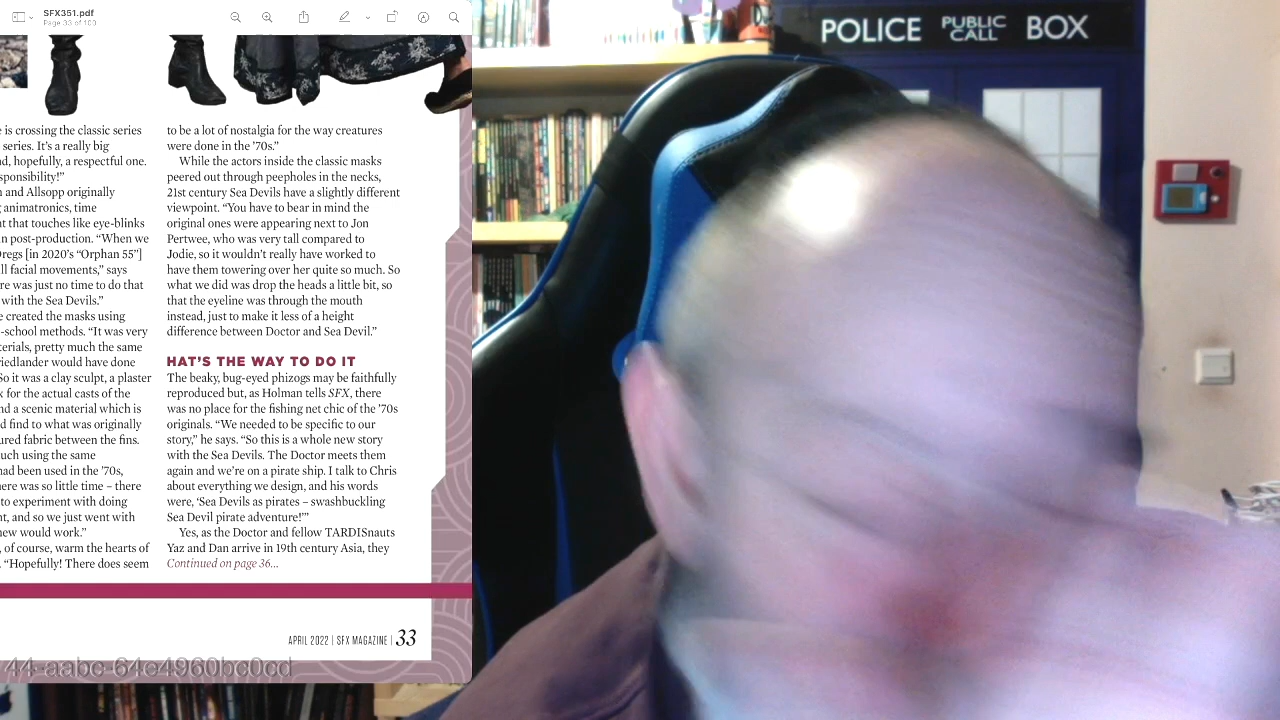 SFX351.pdf
Page 33 of 100
POLICE PUBLIC CALL BOX
e is crossing the classic series
series. It's a really big
nd, hopefully, a respectful one.
sponsibility!”
n and Allsopp originally
g animatronics, time
nt that touches like eye-blinks
in post-production. “When we
Dregs [in 2020's “Orphan 55”]
ll facial movements,” says
re was just no time to do that
with the Sea Devils.”
e created the masks using
-school methods. “It was very
terials, pretty much the same
riedlander would have done
So it was a clay sculpt, a plaster
x for the actual casts of the
nd a scenic material which is
d find to what was originally
ured fabric between the fins.
uch using the same
had been used in the '70s,
here was so little time – there
to experiment with doing
nt, and so we just went with
new would work.”
, of course, warm the hearts of
. “Hopefully! There does seem
to be a lot of nostalgia for the way creatures
were done in the '70s.”
While the actors inside the classic masks
peered out through peepholes in the necks,
21st century Sea Devils have a slightly different
viewpoint. “You have to bear in mind the
original ones were appearing next to Jon
Pertwee, who was very tall compared to
Jodie, so it wouldn't really have worked to
have them towering over her quite so much. So
what we did was drop the heads a little bit, so
that the eyeline was through the mouth
instead, just to make it less of a height
difference between Doctor and Sea Devil.”
HAT'S THE WAY TO DO IT
The beaky, bug-eyed phizogs may be faithfully
reproduced but, as Holman tells SFX, there
was no place for the fishing net chic of the '70s
originals. “We needed to be specific to our
story,” he says. “So this is a whole new story
with the Sea Devils. The Doctor meets them
again and we're on a pirate ship. I talk to Chris
about everything we design, and his words
were, ‘Sea Devils as pirates – swashbuckling
Sea Devil pirate adventure!’”
Yes, as the Doctor and fellow TARDISnauts
Yaz and Dan arrive in 19th century Asia, they
Continued on page 36...
APRIL 2022 | SFX MAGAZINE | 33
44-aabc-64e4960bc0cd